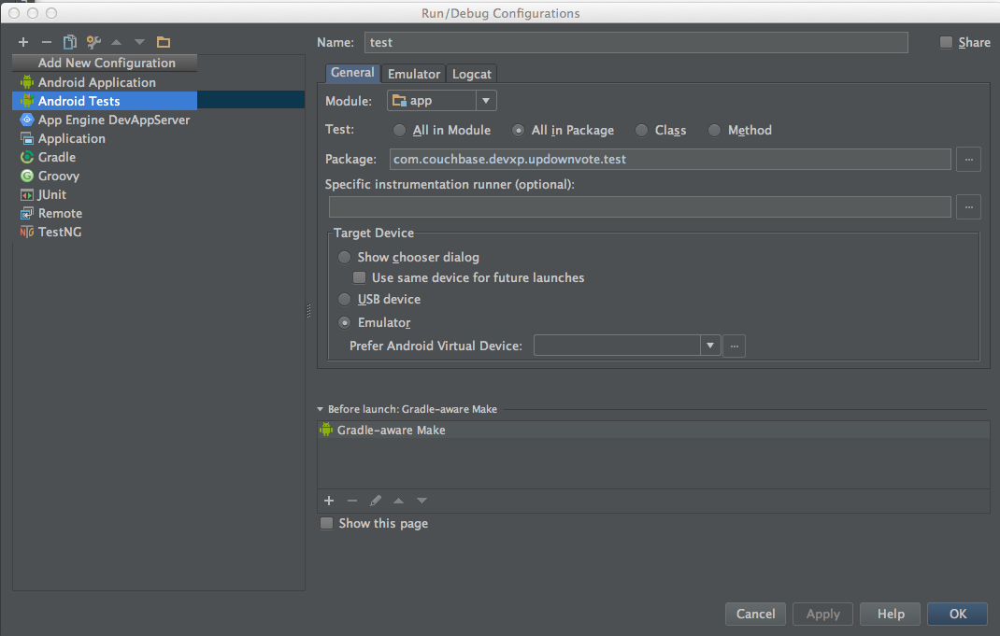 Run/Debug Configurations
Name: test Share
Add New Configuration
Android Application
Android Tests
App Engine DevAppServer
Application
Gradle
Groovy
JUnit
Remote
TestNG
General Emulator Logcat
Module: app
Test: All in Module All in Package Class Method
Package: com.couchbase.devxp.updownvote.test ...
Specific instrumentation runner (optional):
...
Target Device
Show chooser dialog
Use same device for future launches
USB device
Emulator
Prefer Android Virtual Device: ...
Before launch: Gradle-aware Make
Gradle-aware Make
Show this page
Cancel Apply Help OK